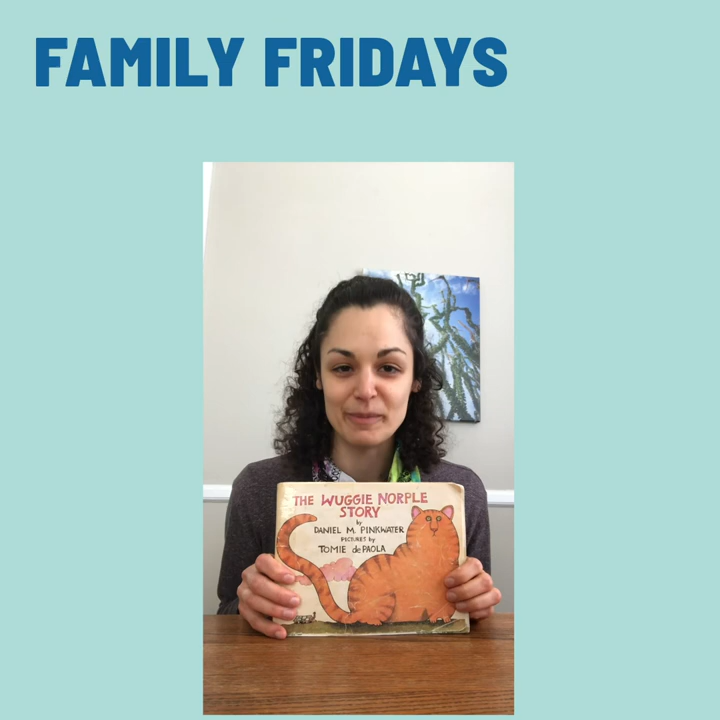 FAMILY FRIDAYS
THE WUGGIE NORPLE
STORY
by
DANIEL M. PINKWATER
PICTURES by
TOMIE dePAOLA